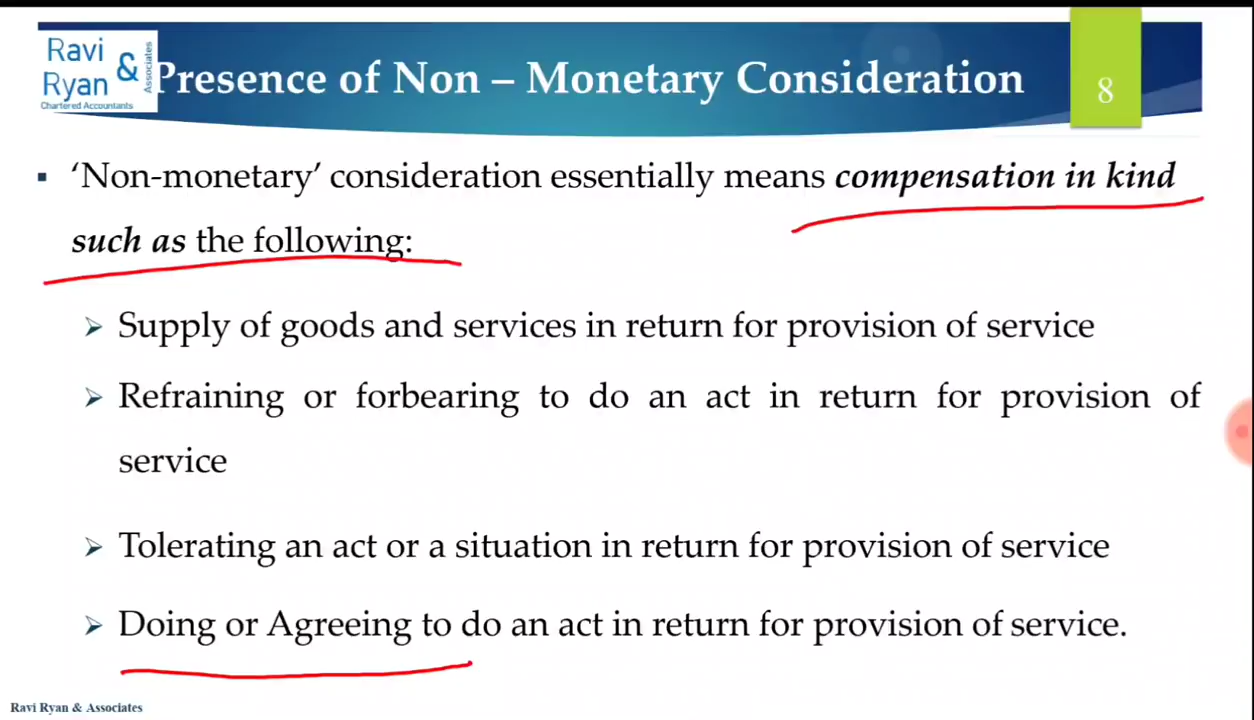 Ravi
Ryan
&
Associates
Chartered Accountants
Presence of Non – Monetary Consideration
8
▪ ‘Non-monetary’ consideration essentially means compensation in kind
such as the following:
➢ Supply of goods and services in return for provision of service
➢ Refraining or forbearing to do an act in return for provision of
service
➢ Tolerating an act or a situation in return for provision of service
➢ Doing or Agreeing to do an act in return for provision of service.
Ravi Ryan & Associates